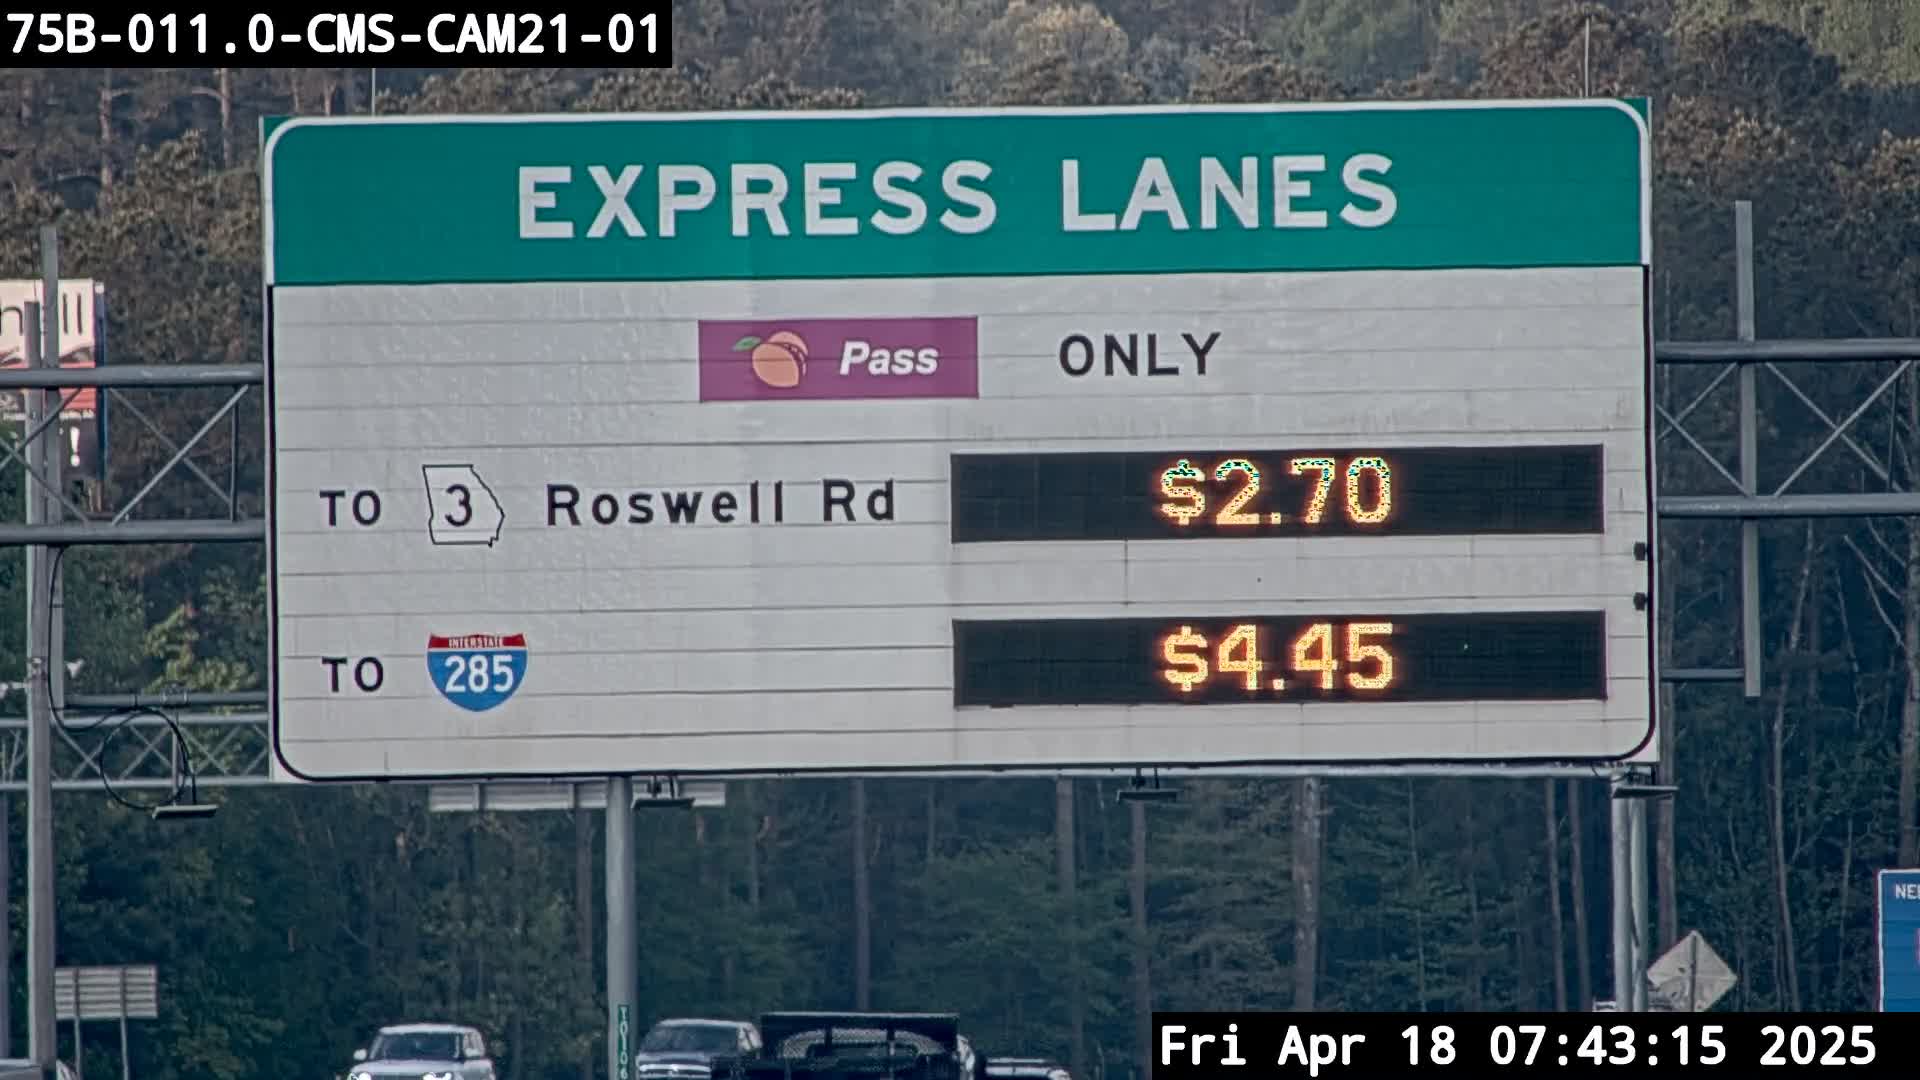 75B-011.0-CMS-CAM21-01
EXPRESS LANES
Pass ONLY
TO 3 Roswell Rd $2.70
INTERSTATE
TO 285 $4.45
Fri Apr 18 07:43:15 2025